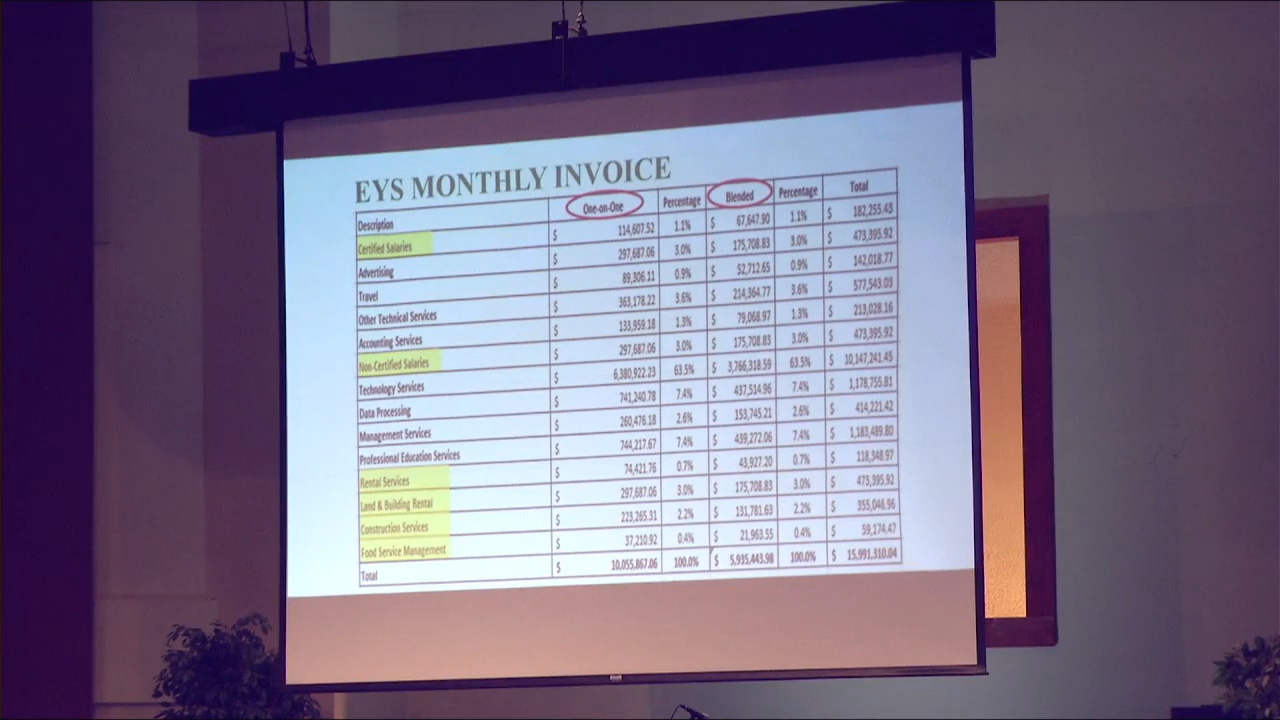 EYS MONTHLY INVOICE
Description One-on-One Percentage Blended Percentage Total
Certified Salaries $ 114,607.52 1.1% $ 67,647.90 1.1% $ 182,255.43
Advertising $ 297,687.06 3.0% $ 175,708.83 3.0% $ 473,395.92
Travel $ 89,306.11 0.9% $ 52,712.65 0.9% $ 142,018.77
Other Technical Services $ 363,178.22 3.6% $ 214,364.77 3.6% $ 577,543.03
Accounting Services $ 133,959.18 1.3% $ 79,068.97 1.3% $ 213,028.16
Non-Certified Salaries $ 297,687.06 3.0% $ 175,708.83 3.0% $ 473,395.92
Technology Services $ 6,380,922.23 63.5% $ 3,766,318.59 63.5% $ 10,147,241.45
Data Processing $ 741,240.78 7.4% $ 437,514.96 7.4% $ 1,178,755.81
Management Services $ 260,476.18 2.6% $ 153,745.21 2.6% $ 414,221.42
Professional Education Services $ 744,217.67 7.4% $ 439,272.06 7.4% $ 1,183,489.80
Rental Services $ 74,421.76 0.7% $ 43,927.20 0.7% $ 118,348.97
Land & Building Rental $ 297,687.06 3.0% $ 175,708.83 3.0% $ 473,395.92
Construction Services $ 223,265.31 2.2% $ 131,781.63 2.2% $ 355,046.96
Food Service Management $ 37,210.92 0.4% $ 21,963.55 0.4% $ 59,174.47
Total $ 10,055,867.06 100.0% $ 5,935,443.98 100.0% $ 15,991,310.04